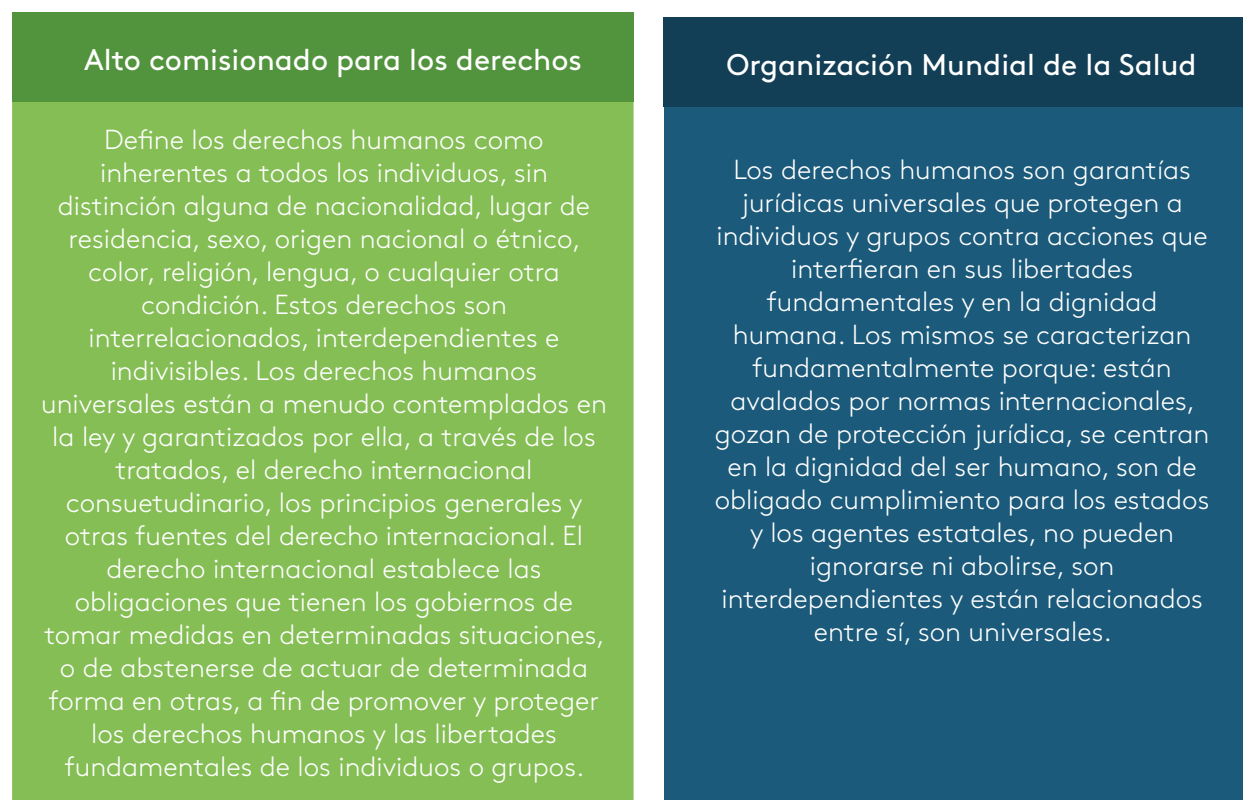 Alto comisionado para los derechos
Define los derechos humanos como
inherentes a todos los individuos, sin
distinción alguna de nacionalidad, lugar de
residencia, sexo, origen nacional o étnico,
color, religión, lengua, o cualquier otra
condición. Estos derechos son
interrelacionados, interdependientes e
indivisibles. Los derechos humanos
universales están a menudo contemplados en
la ley y garantizados por ella, a través de los
tratados, el derecho internacional
consuetudinario, los principios generales y
otras fuentes del derecho internacional. El
derecho internacional establece las
obligaciones que tienen los gobiernos de
tomar medidas en determinadas situaciones,
o de abstenerse de actuar de determinada
forma en otras, a fin de promover y proteger
los derechos humanos y las libertades
fundamentales de los individuos o grupos.
Organización Mundial de la Salud
Los derechos humanos son garantías
jurídicas universales que protegen a
individuos y grupos contra acciones que
interfieran en sus libertades
fundamentales y en la dignidad
humana. Los mismos se caracterizan
fundamentalmente porque: están
avalados por normas internacionales,
gozan de protección jurídica, se centran
en la dignidad del ser humano, son de
obligado cumplimiento para los estados
y los agentes estatales, no pueden
ignorarse ni abolirse, son
interdependientes y están relacionados
entre sí, son universales.